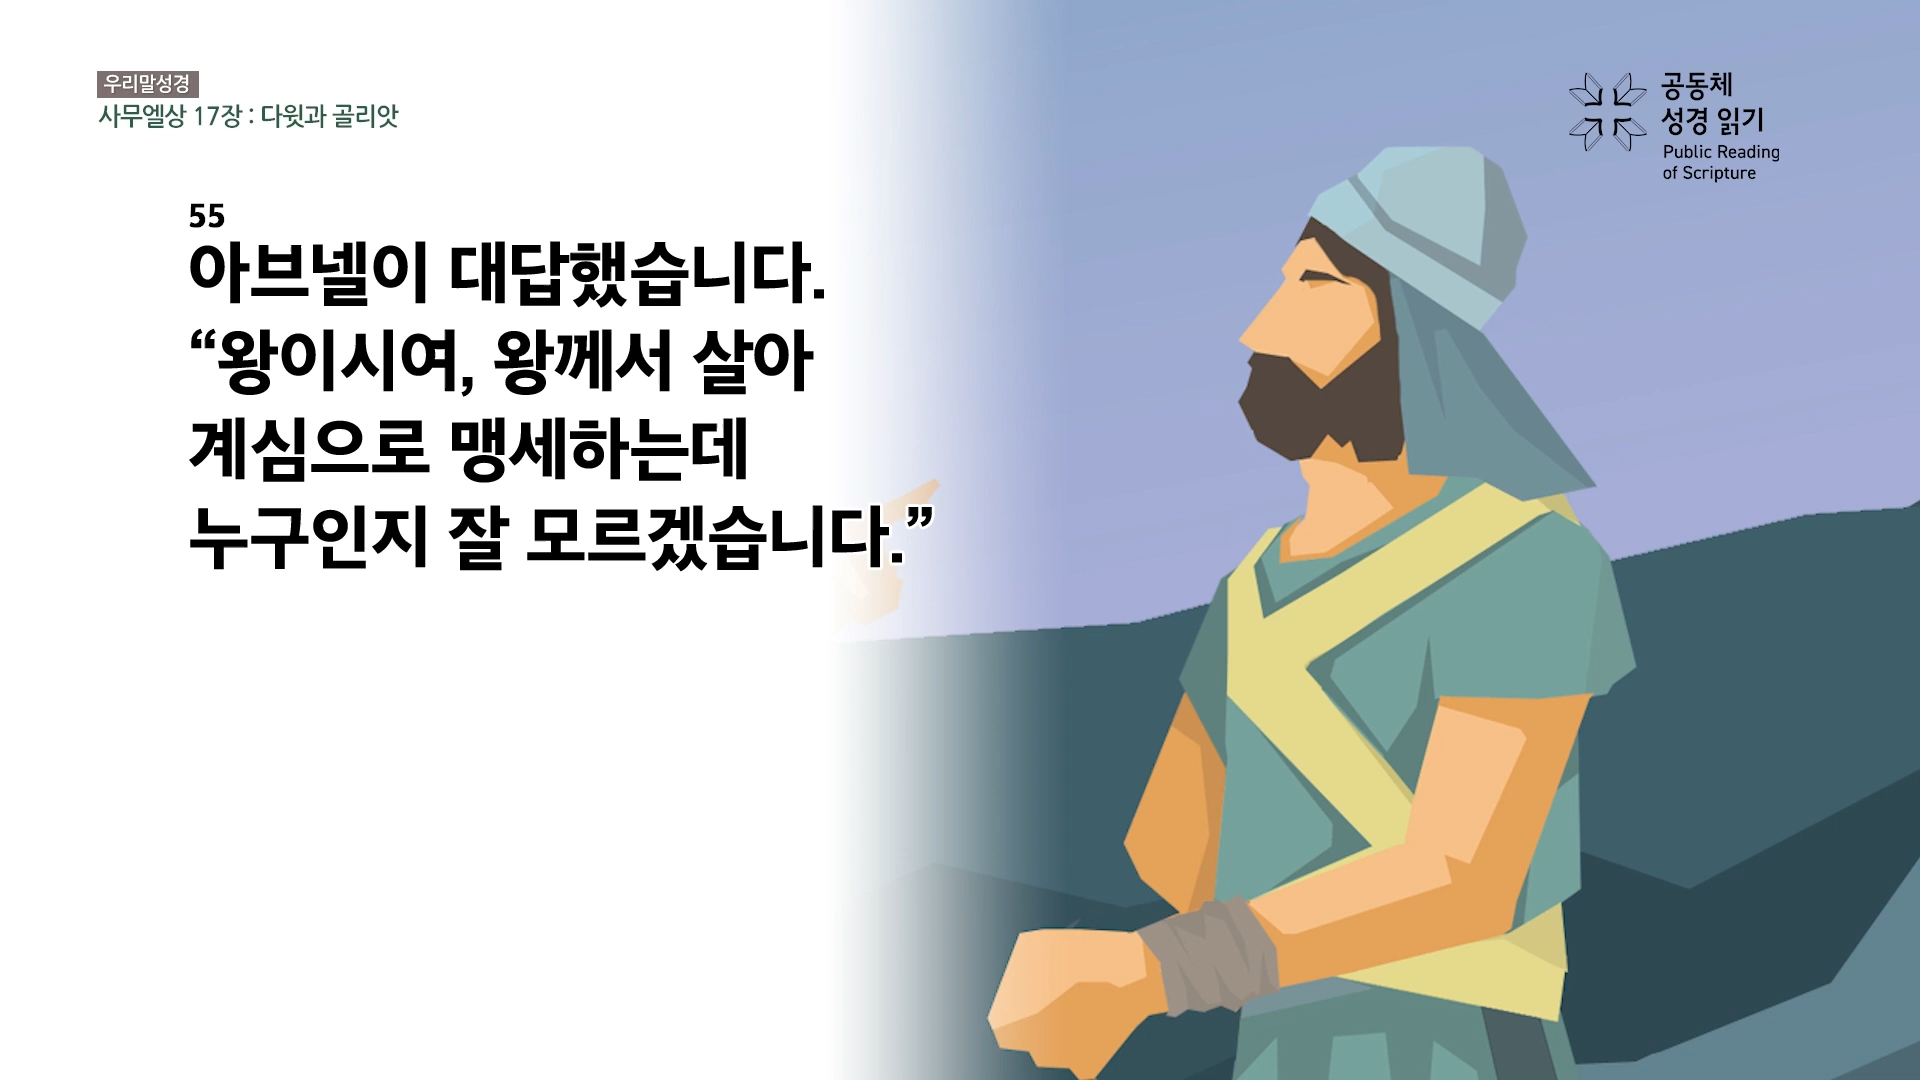 우리말성경
사무엘상 17장 : 다윗과 골리앗
공동체
성경 읽기
Public Reading
of Scripture
55
아브넬이 대답했습니다.
“왕이시여, 왕께서 살아
계심으로 맹세하는데
누구인지 잘 모르겠습니다.”